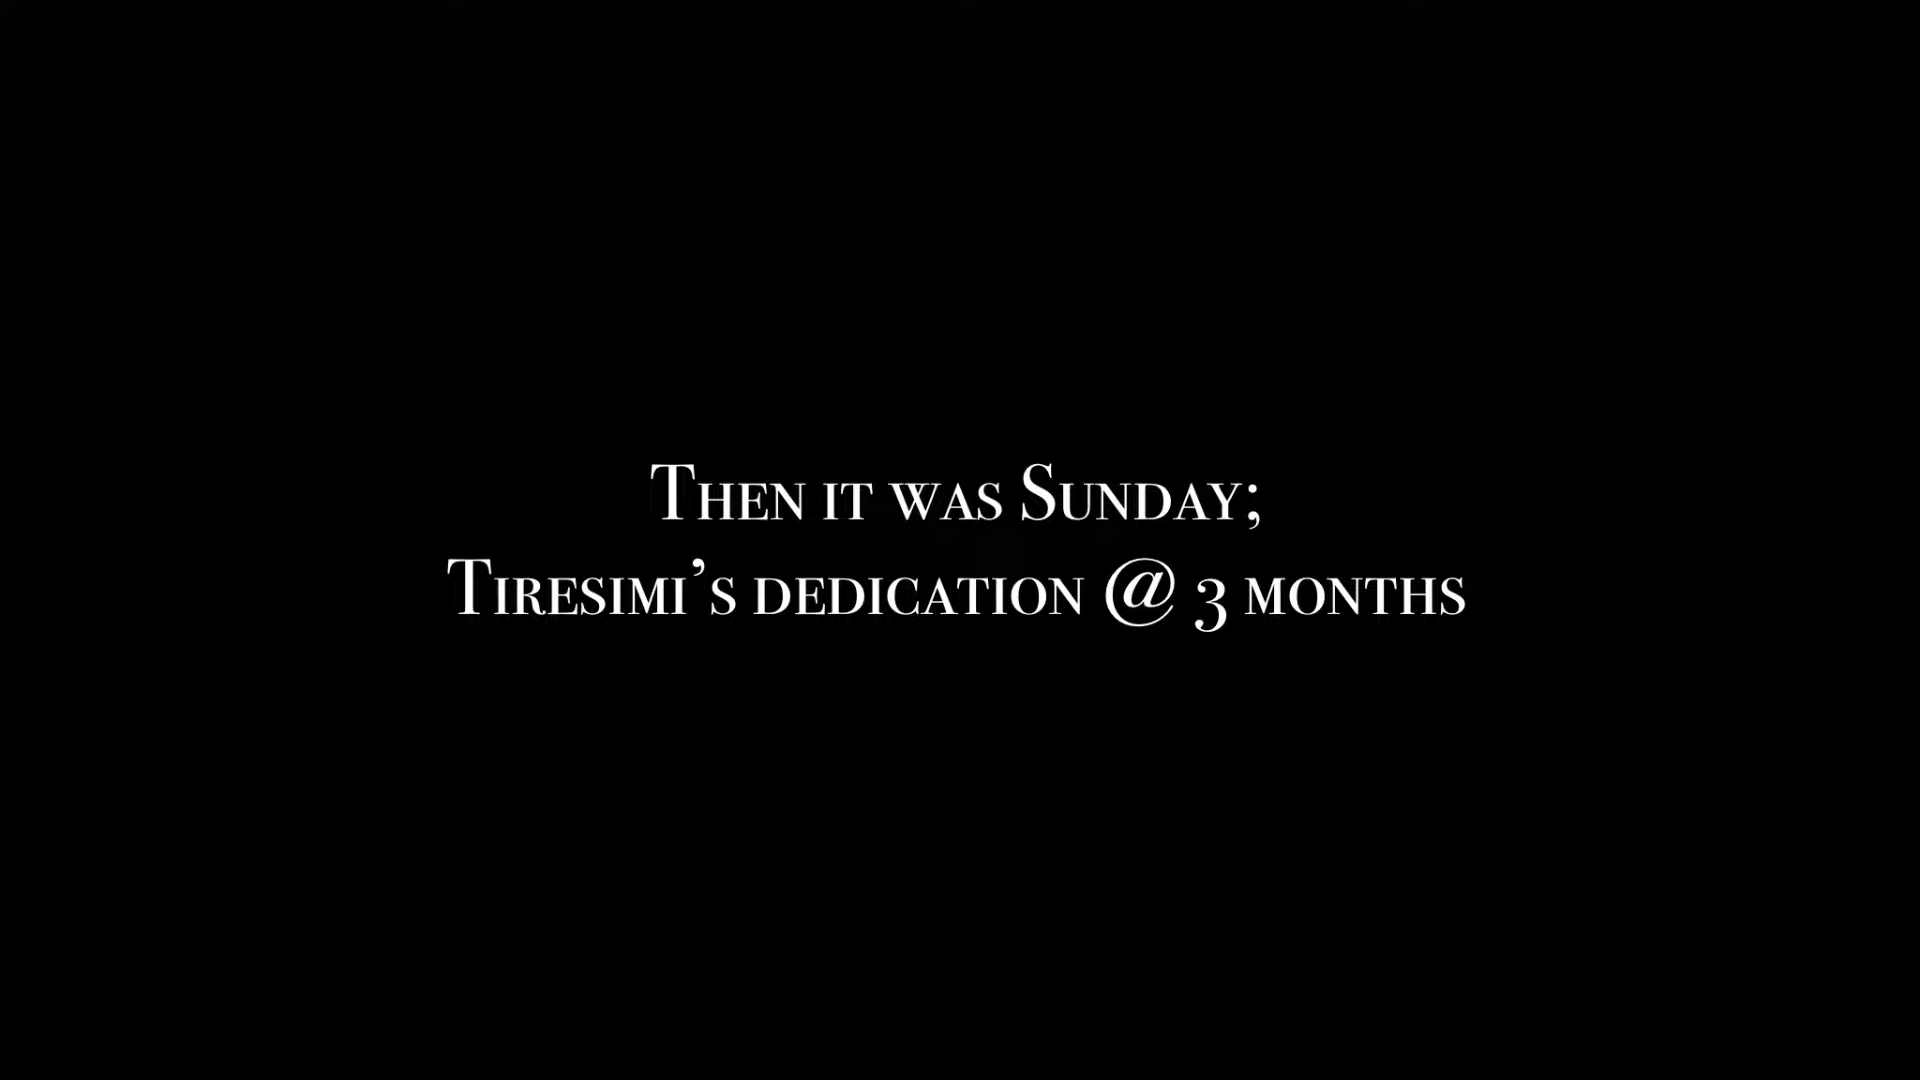 Then it was Sunday;
Tiresimi’s dedication @ 3 months